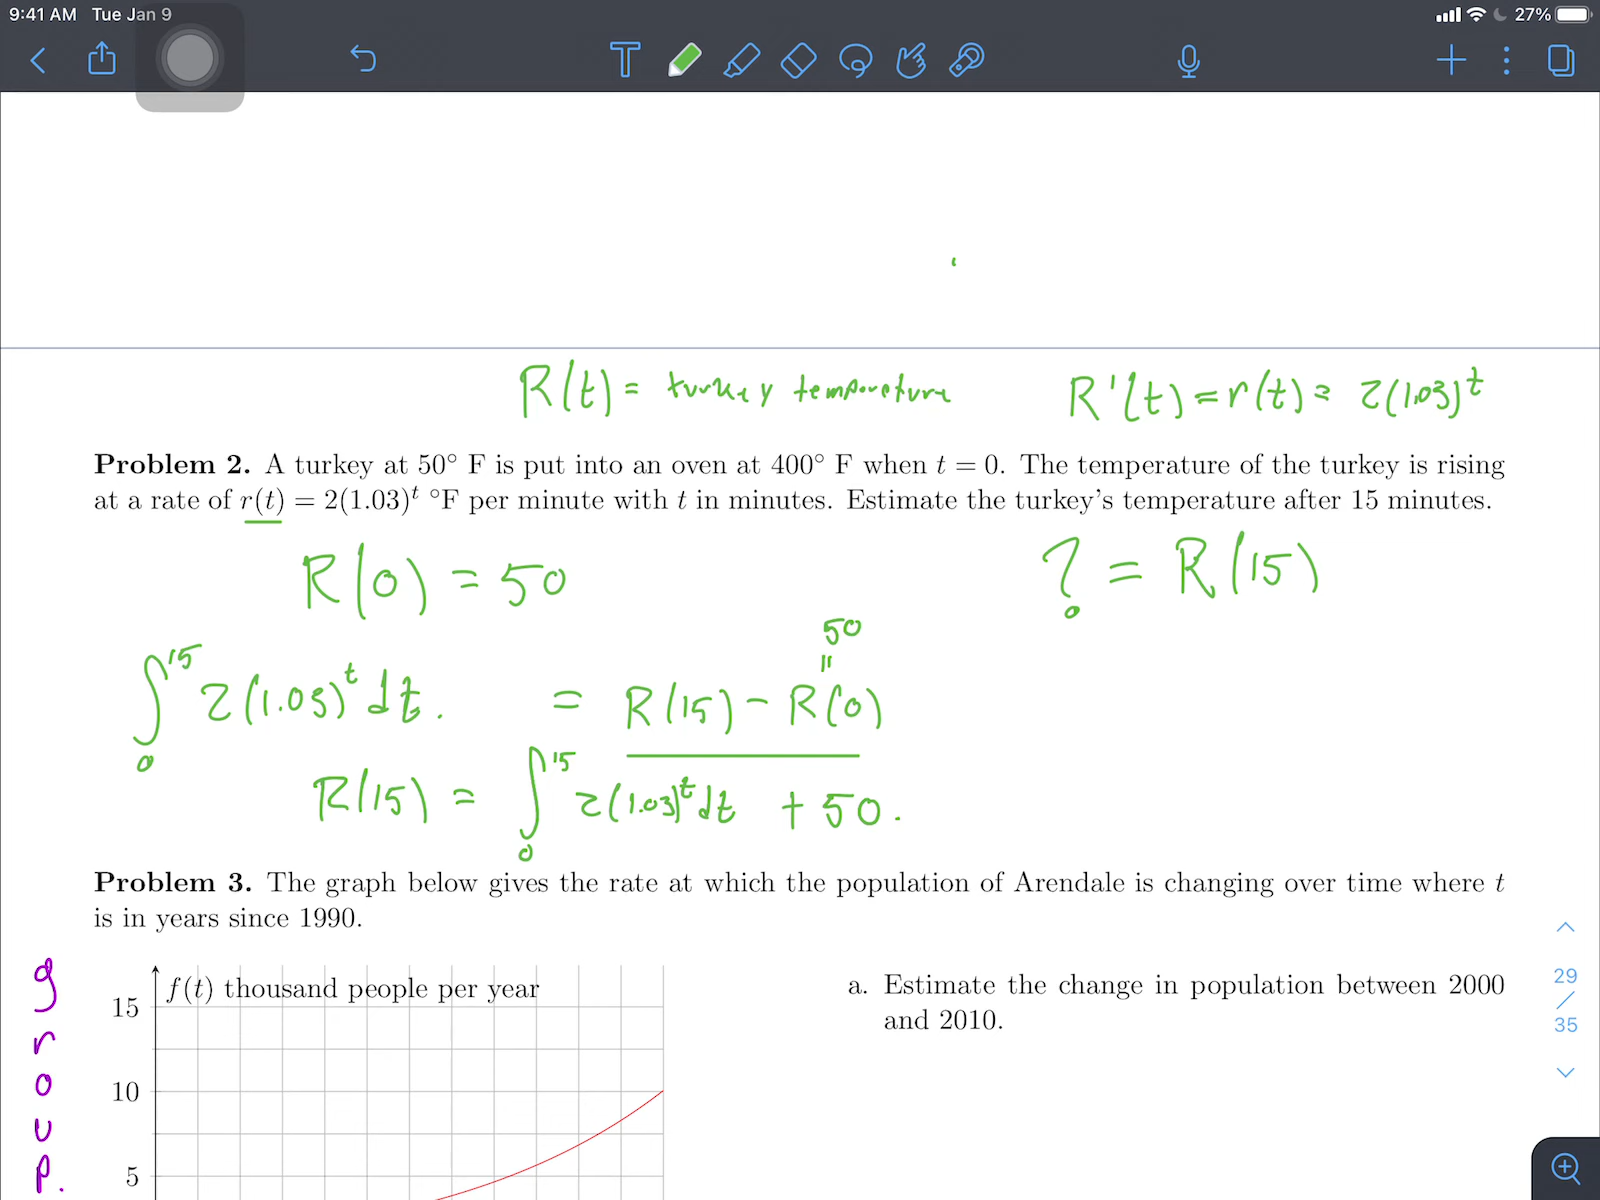 9:41 AM Tue Jan 9
27%
R(t) = turkey temperature
R'(t) = r(t) = 2(1.03)^t
Problem 2. A turkey at 50° F is put into an oven at 400° F when t = 0. The temperature of the turkey is rising
at a rate of r(t) = 2(1.03)^t °F per minute with t in minutes. Estimate the turkey's temperature after 15 minutes.
R(0) = 50
? = R(15)
50
=
∫_0^15 2(1.03)^t dt. = R(15) - R(0)
R(15) = ∫_0^15 2(1.03)^t dt + 50.
Problem 3. The graph below gives the rate at which the population of Arendale is changing over time where t
is in years since 1990.
group.
f(t) thousand people per year
15
10
5
a. Estimate the change in population between 2000
and 2010.
29
/
35